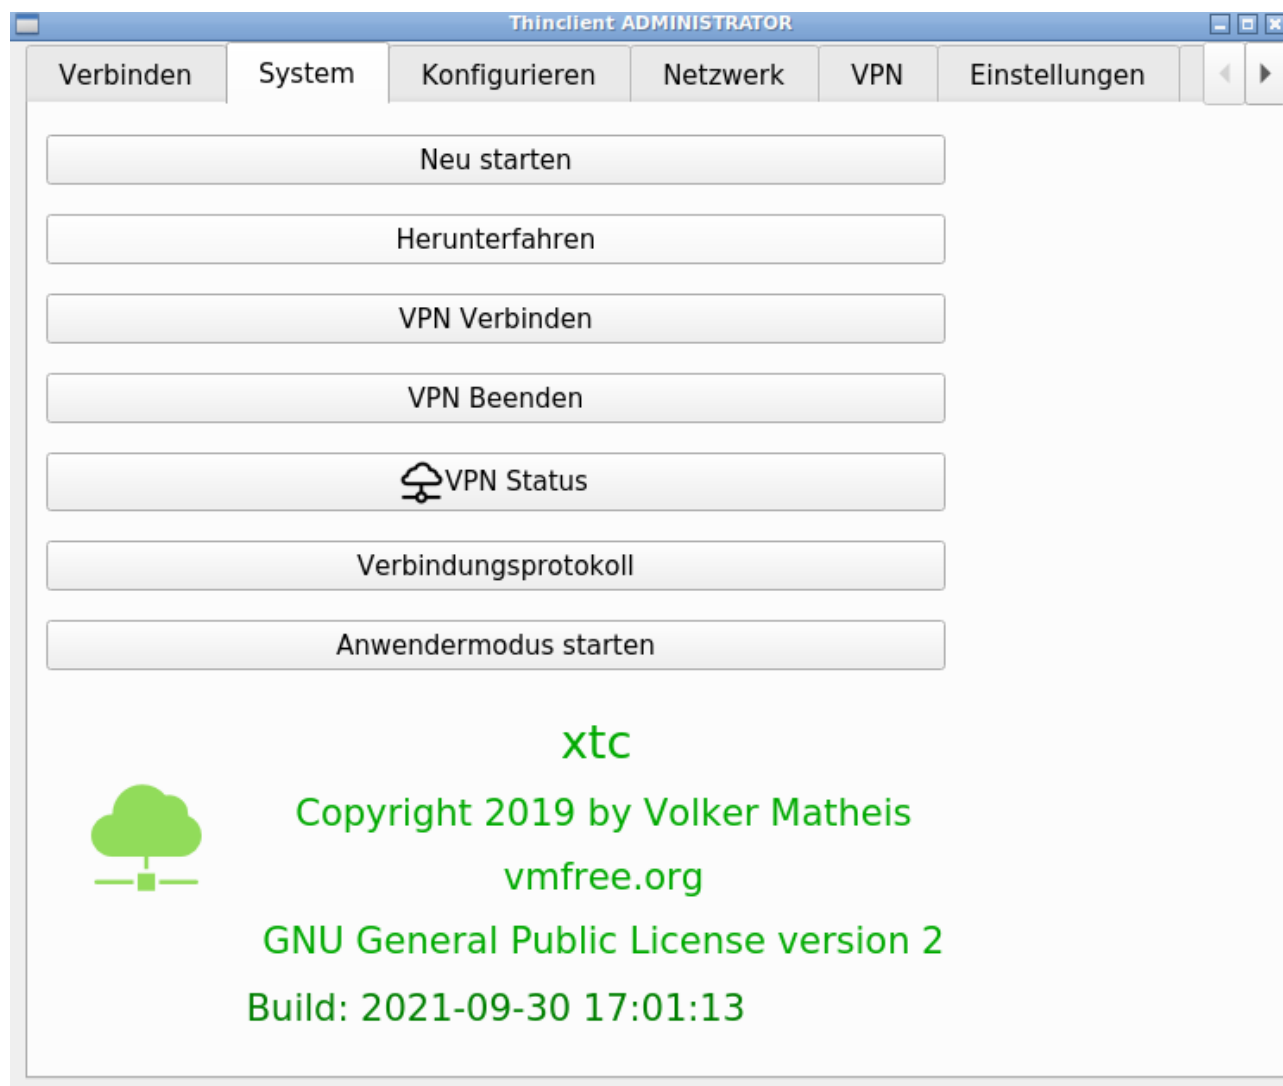 Thinclient ADMINISTRATOR
Verbinden System Konfigurieren Netzwerk VPN Einstellungen
Neu starten
Herunterfahren
VPN Verbinden
VPN Beenden
VPN Status
Verbindungsprotokoll
Anwendermodus starten
xtc
Copyright 2019 by Volker Matheis
vmfree.org
GNU General Public License version 2
Build: 2021-09-30 17:01:13